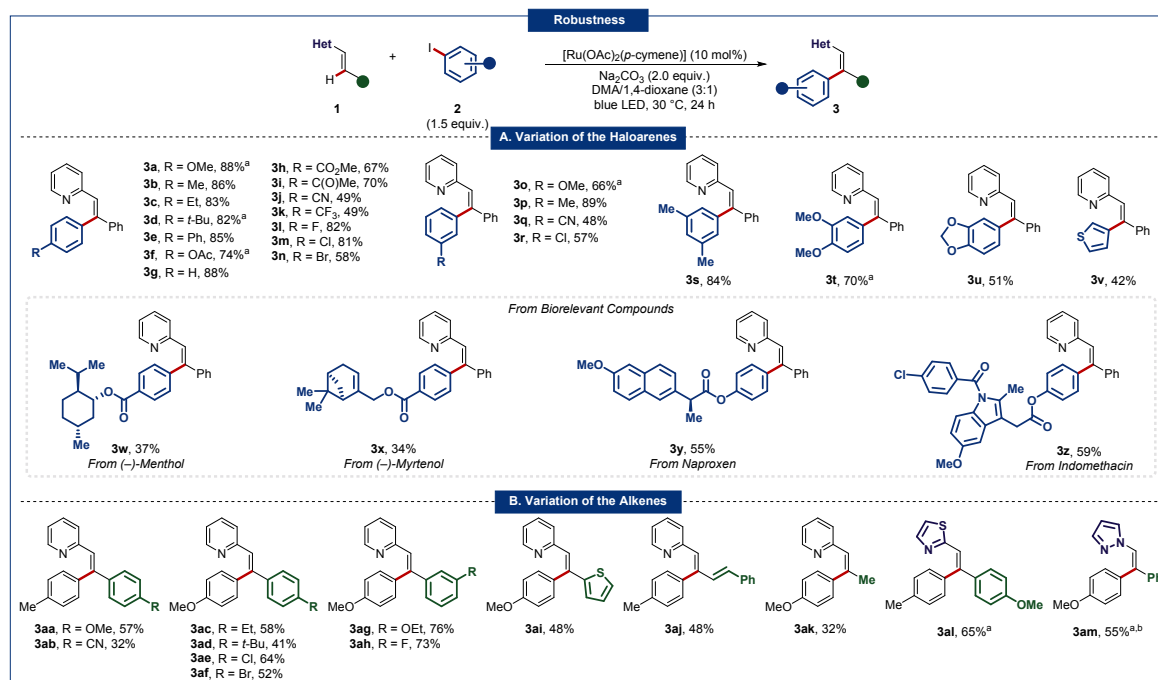 Robustness
Het
H
1
+
I
2
(1.5 equiv.)
[Ru(OAc)2(p-cymene)] (10 mol%)
Na2CO3 (2.0 equiv.)
DMA/1,4-dioxane (3:1)
blue LED, 30 °C, 24 h
Het
3
A. Variation of the Haloarenes
N
Ph
R
3a, R = OMe, 88%a
3b, R = Me, 86%
3c, R = Et, 83%
3d, R = t-Bu, 82%a
3e, R = Ph, 85%
3f, R = OAc, 74%a
3g, R = H, 88%
3h, R = CO2Me, 67%
3i, R = C(O)Me, 70%
3j, R = CN, 49%
3k, R = CF3, 49%
3l, R = F, 82%
3m, R = Cl, 81%
3n, R = Br, 58%
N
Ph
R
3o, R = OMe, 66%a
3p, R = Me, 89%
3q, R = CN, 48%
3r, R = Cl, 57%
N
Me
Ph
Me
3s, 84%
N
MeO
Ph
MeO
3t, 70%a
N
O
Ph
O
3u, 51%
N
S
Ph
3v, 42%
From Biorelevant Compounds
Me
Me
N
Ph
O
O
Me
3w, 37%
From (–)-Menthol
N
Ph
Me
Me
O
O
3x, 34%
From (–)-Myrtenol
N
MeO
O
Ph
O
Me
3y, 55%
From Naproxen
N
O
Cl
Ph
N
Me
O
O
MeO
3z, 59%
From Indomethacin
B. Variation of the Alkenes
N
Me
R
3aa, R = OMe, 57%
3ab, R = CN, 32%
N
MeO
R
3ac, R = Et, 58%
3ad, R = t-Bu, 41%
3ae, R = Cl, 64%
3af, R = Br, 52%
N
R
MeO
3ag, R = OEt, 76%
3ah, R = F, 73%
N
S
MeO
3ai, 48%
N
Ph
Me
3aj, 48%
N
Me
MeO
3ak, 32%
S
N
Me
OMe
3al, 65%a
N
N
Ph
MeO
3am, 55%a,b